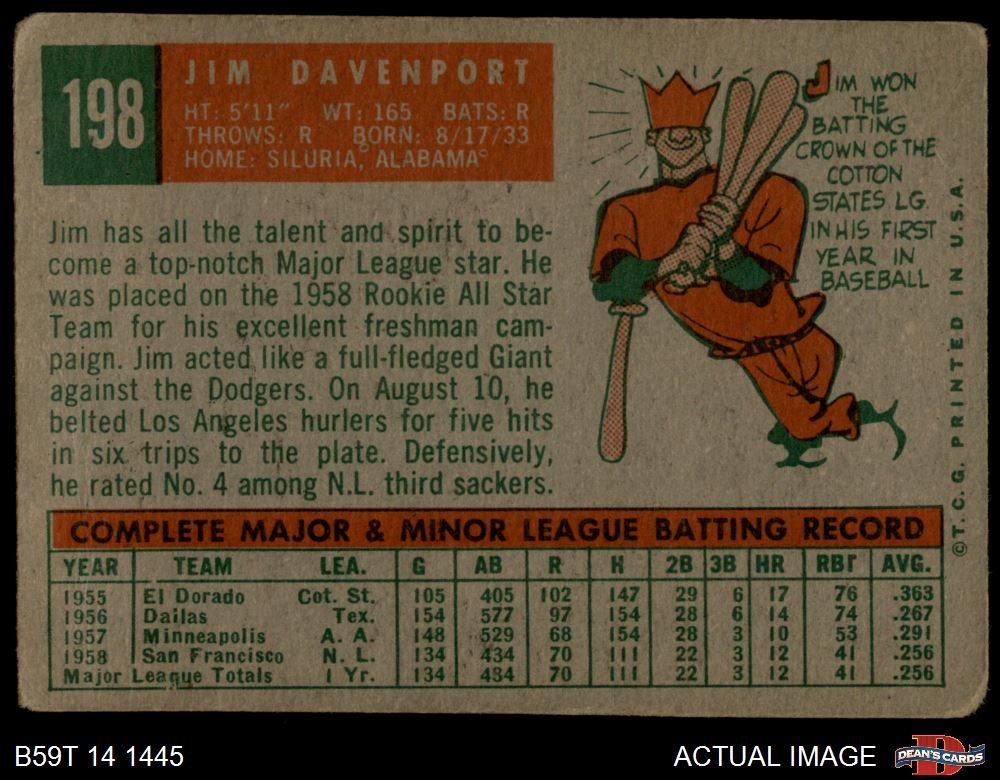 198
JIM DAVENPORT
HT: 5'11" WT: 165 BATS: R
THROWS: R BORN: 8/17/33
HOME: SILURIA, ALABAMA
JIM WON
THE
BATTING
CROWN OF THE
COTTON
STATES LG.
IN HIS FIRST
YEAR IN
BASEBALL
Jim has all the talent and spirit to be-
come a top-notch Major League star. He
was placed on the 1958 Rookie All Star
Team for his excellent freshman cam-
paign. Jim acted like a full-fledged Giant
against the Dodgers. On August 10, he
belted Los Angeles hurlers for five hits
in six trips to the plate. Defensively,
he rated No. 4 among N.L. third sackers.
©T.C.G. PRINTED IN U.S.A.
COMPLETE MAJOR & MINOR LEAGUE BATTING RECORD
YEAR TEAM LEA. G AB R H 2B 3B HR RBI AVG.
1955 El Dorado Cot. St. 105 405 102 147 29 6 17 76 .363
1956 Dallas Tex. 154 577 97 154 28 6 14 74 .267
1957 Minneapolis A. A. 148 529 68 154 28 3 10 53 .291
1958 San Francisco N. L. 134 434 70 111 22 3 12 41 .256
Major League Totals 1 Yr. 134 434 70 111 22 3 12 41 .256
B59T 14 1445
ACTUAL IMAGE
D
DEAN'S CARDS